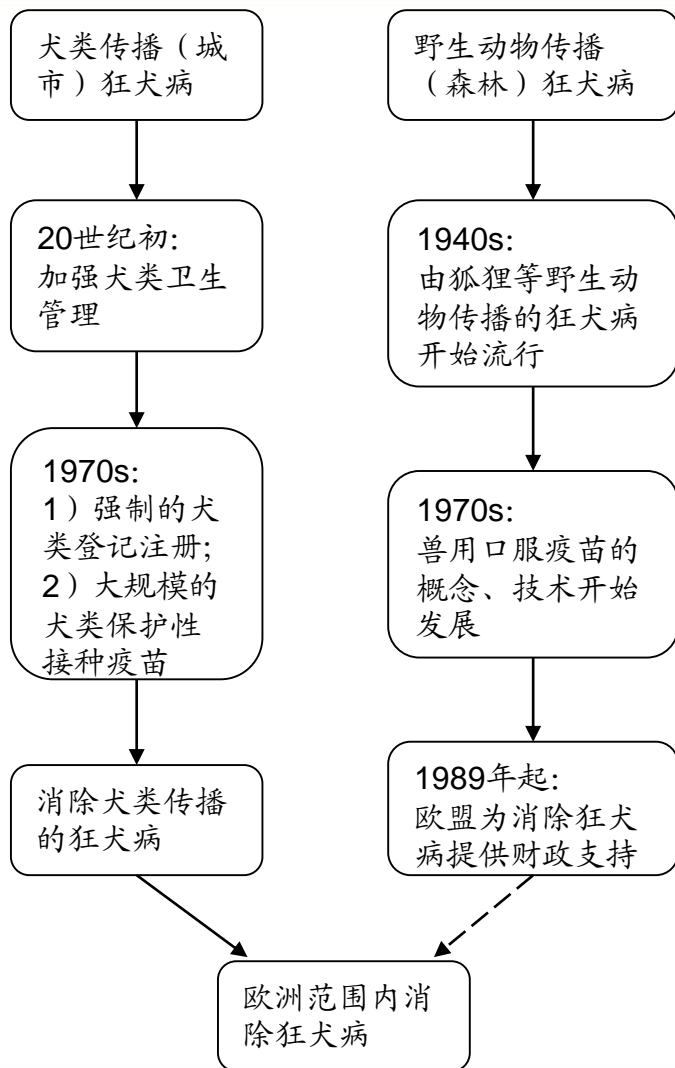 犬类传播（城
市）狂犬病
野生动物传播
（森林）狂犬病
20世纪初:
加强犬类卫生
管理
1940s:
由狐狸等野生动
物传播的狂犬病
开始流行
1970s:
1）强制的犬
类登记注册;
2）大规模的
犬类保护性
接种疫苗
1970s:
兽用口服疫苗的
概念、技术开始
发展
消除犬类传播
的狂犬病
1989年起:
欧盟为消除狂犬
病提供财政支持
欧洲范围内消
除狂犬病